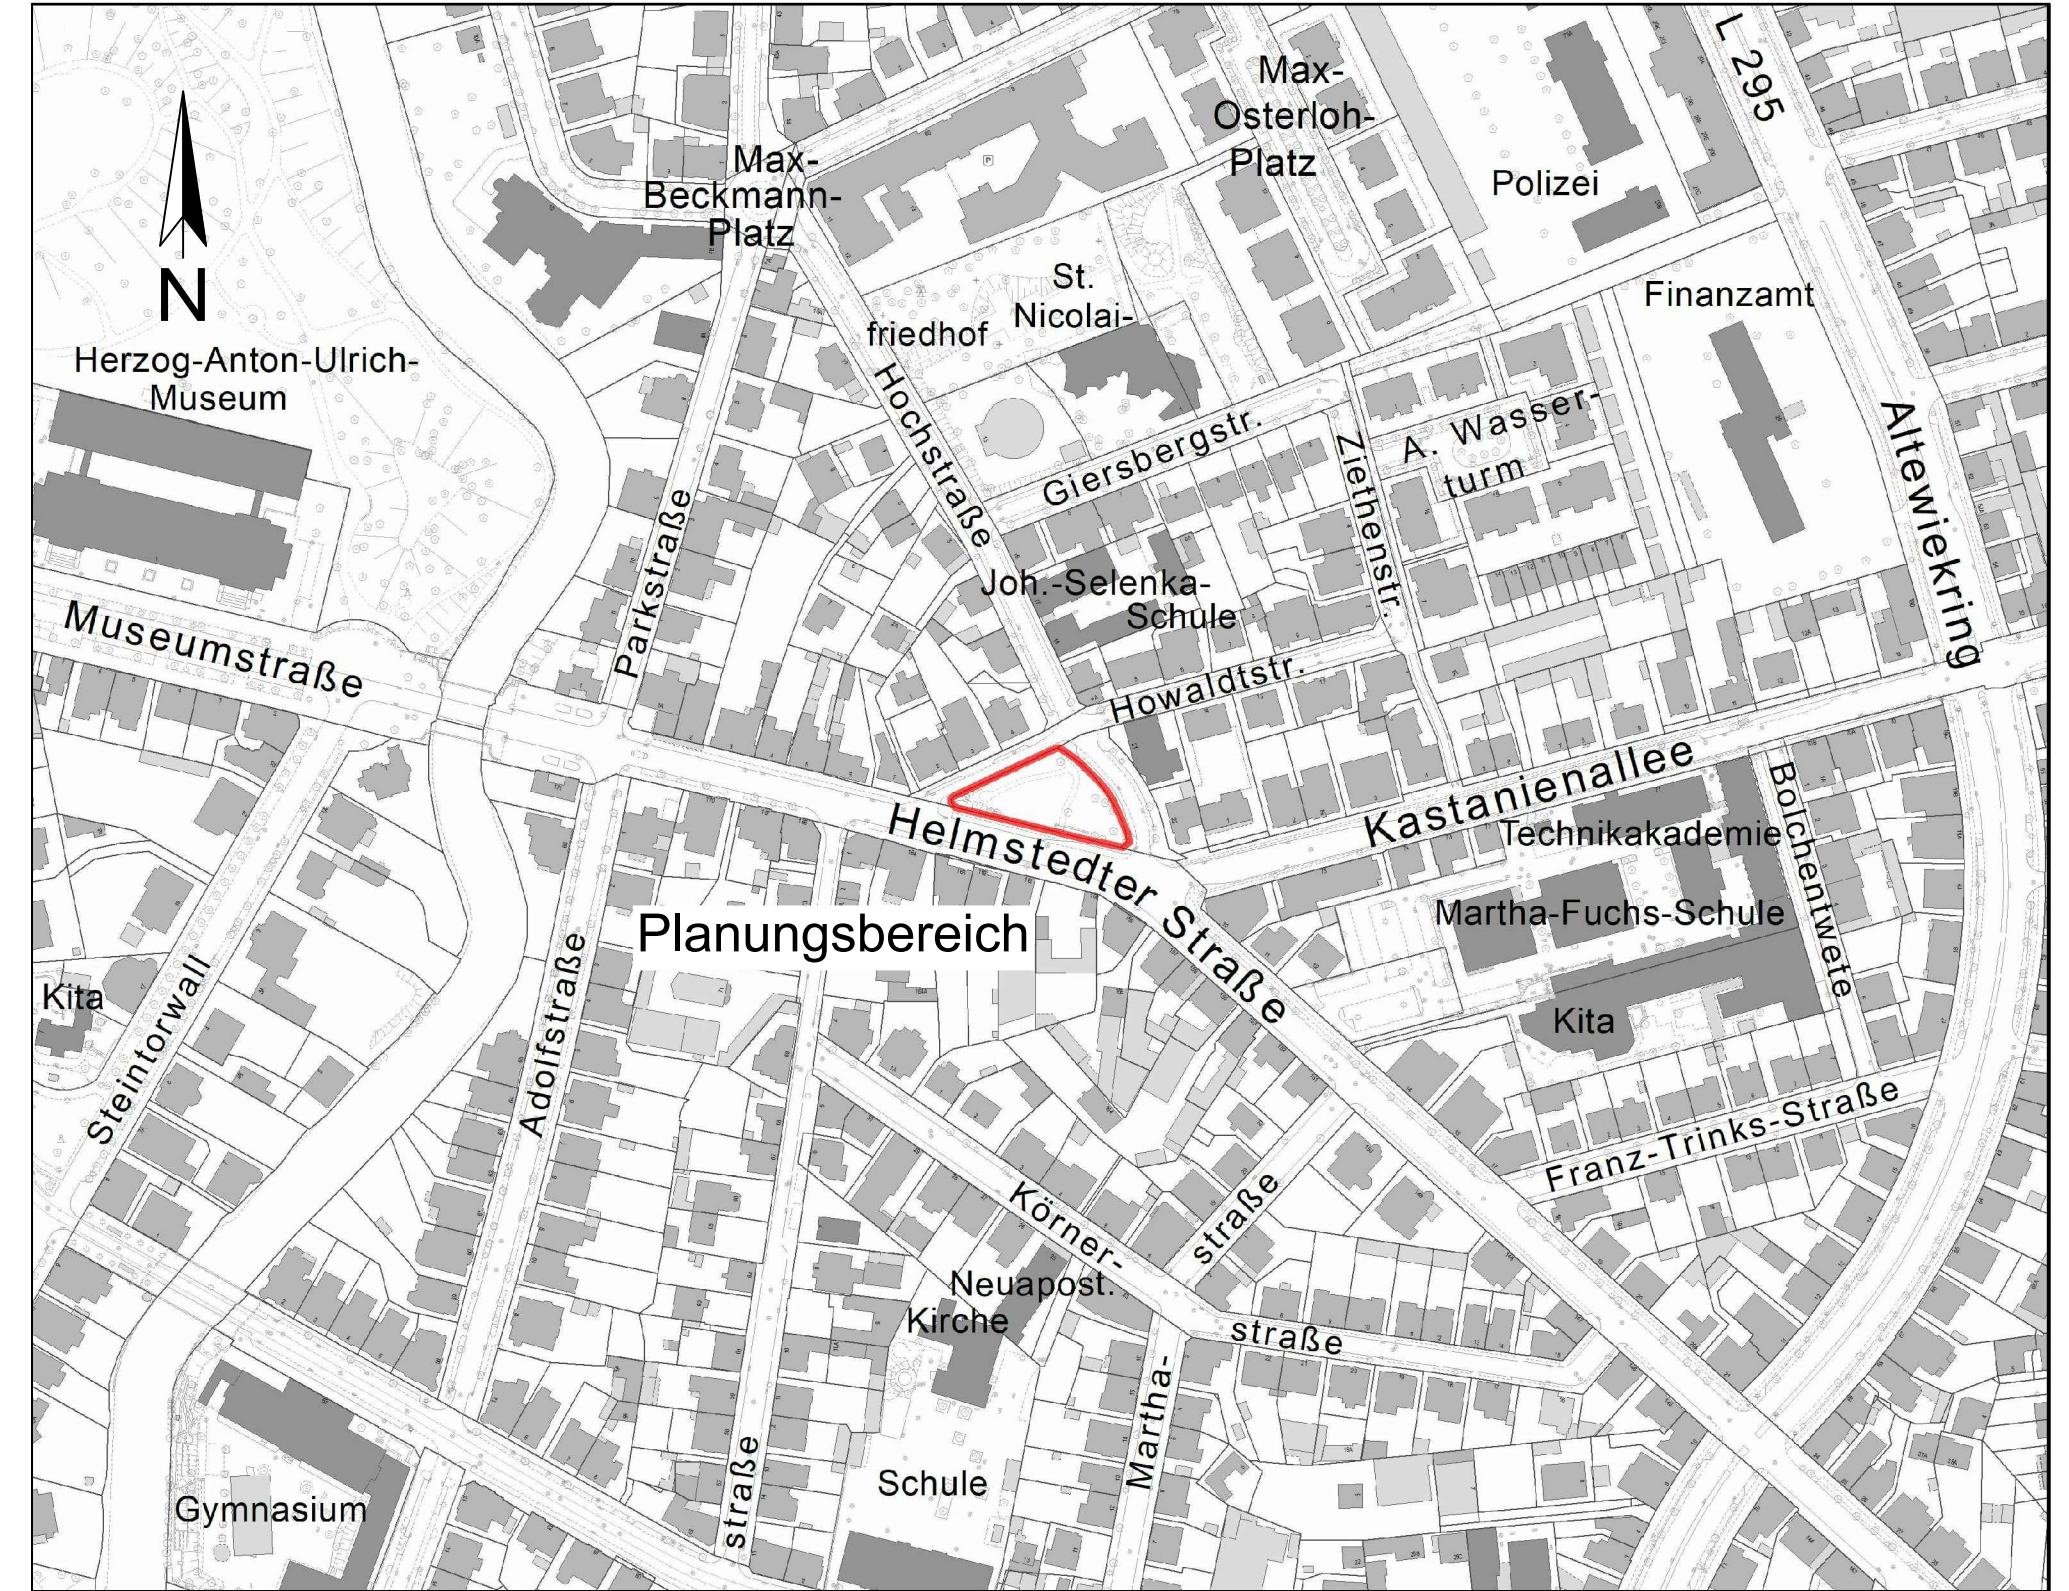 L 295
Max-
Osterloh-
Platz
Max-
Beckmann-
Platz
Polizei
St.
Nicolai-
friedhof
Finanzamt
N
Herzog-Anton-Ulrich-
Museum
Hochstraße
Giersbergstr.
Ziethenstr.
A. Wasser-
turm
Altewiekring
Parkstraße
Joh.-Selenka-
Schule
Museumstraße
Howaldtstr.
Helmstedter Straße
Kastanienallee
Technikakademie
Bolchentwete
Martha-Fuchs-Schule
Planungsbereich
Kita
Kita
Steintorwall
Adolfstraße
Franz-Trinks-Straße
Körner-
straße
straße
Neuapost.
Kirche
Martha-
straße
Schule
Gymnasium